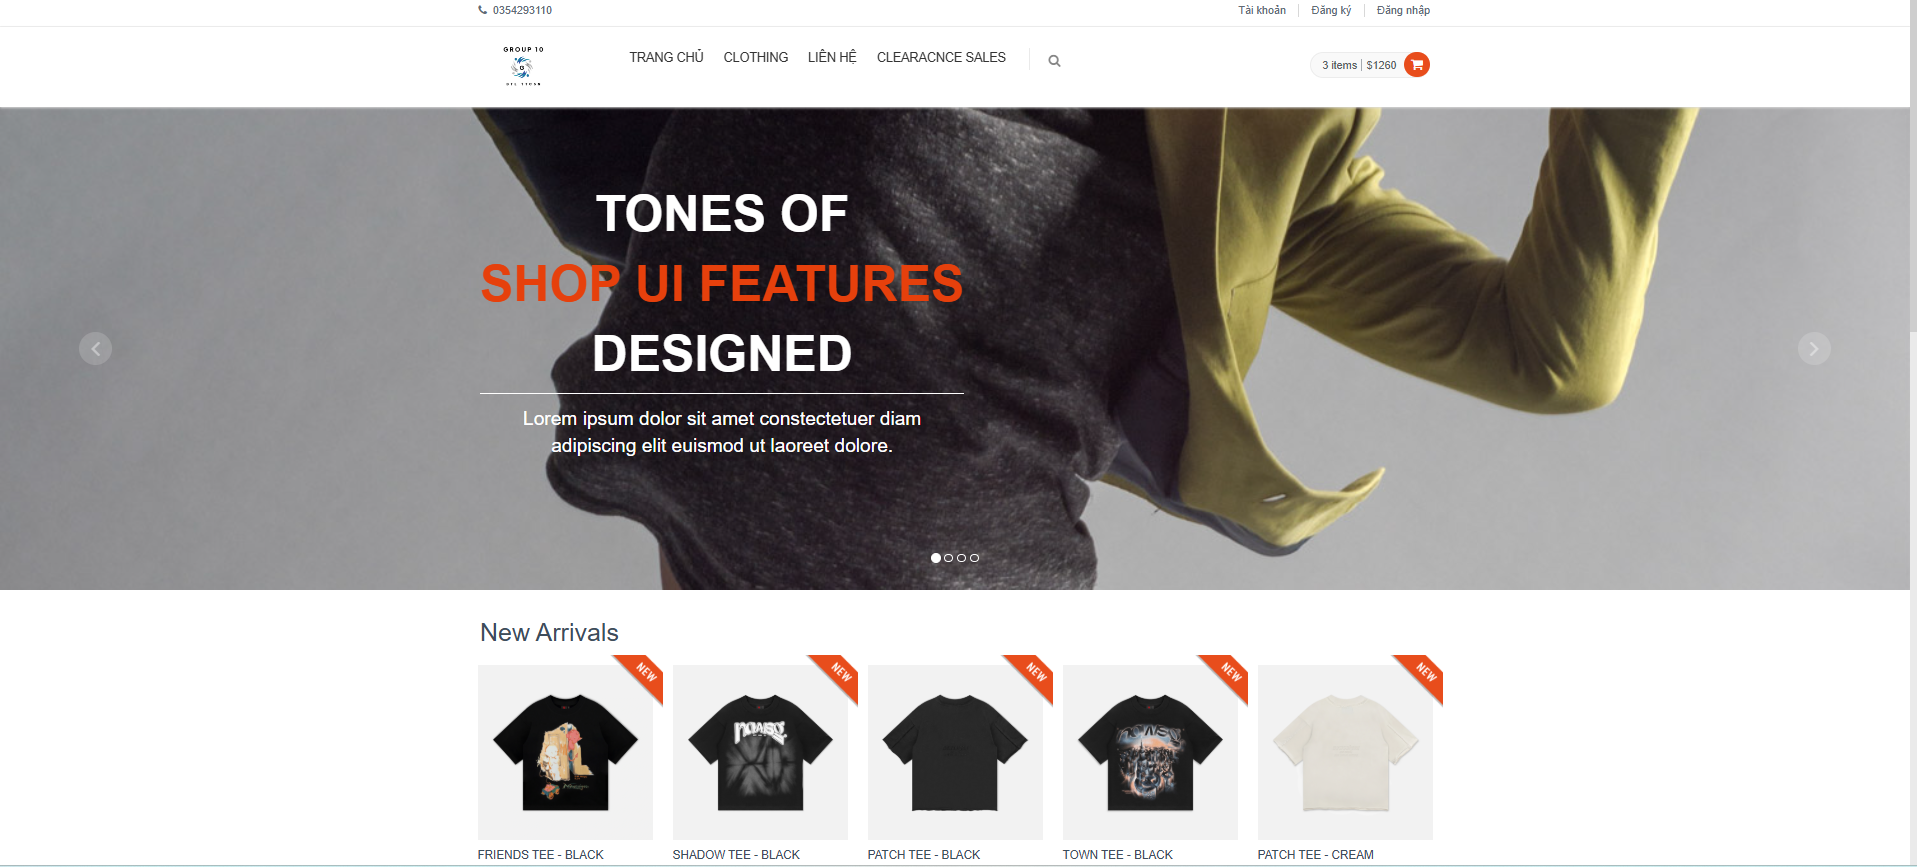 0354293110
Tài khoản
Đăng ký
Đăng nhập
GROUP 10
TRANG CHỦ
CLOTHING
LIÊN HỆ
CLEARACNCE SALES
3 items
$1260
TONES OF
SHOP UI FEATURES
DESIGNED
Lorem ipsum dolor sit amet constectetuer diam
adipiscing elit euismod ut laoreet dolore.
New Arrivals
NEW
NEW
NEW
NEW
NEW
FRIENDS TEE - BLACK
SHADOW TEE - BLACK
PATCH TEE - BLACK
TOWN TEE - BLACK
PATCH TEE - CREAM